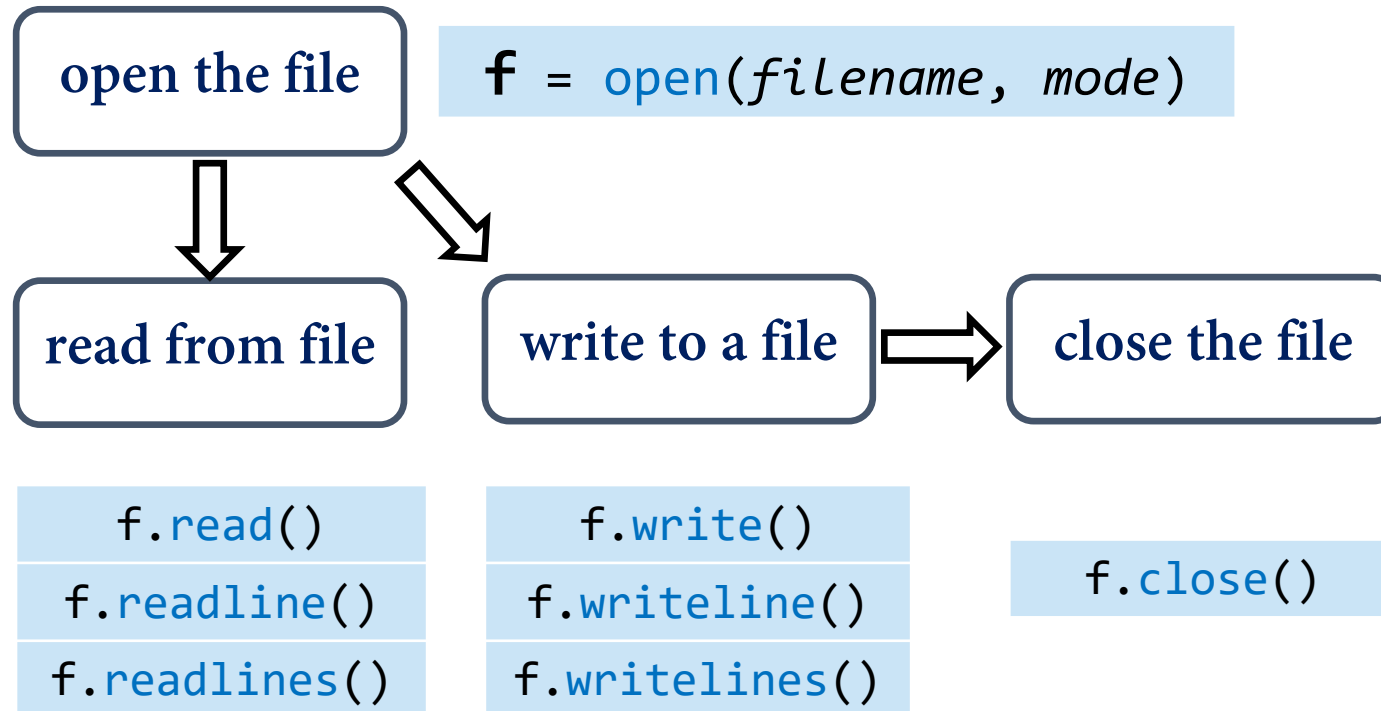 open the file
f = open(filename, mode)
read from file
write to a file
close the file
f.read()
f.readline()
f.readlines()
f.write()
f.writeline()
f.writelines()
f.close()